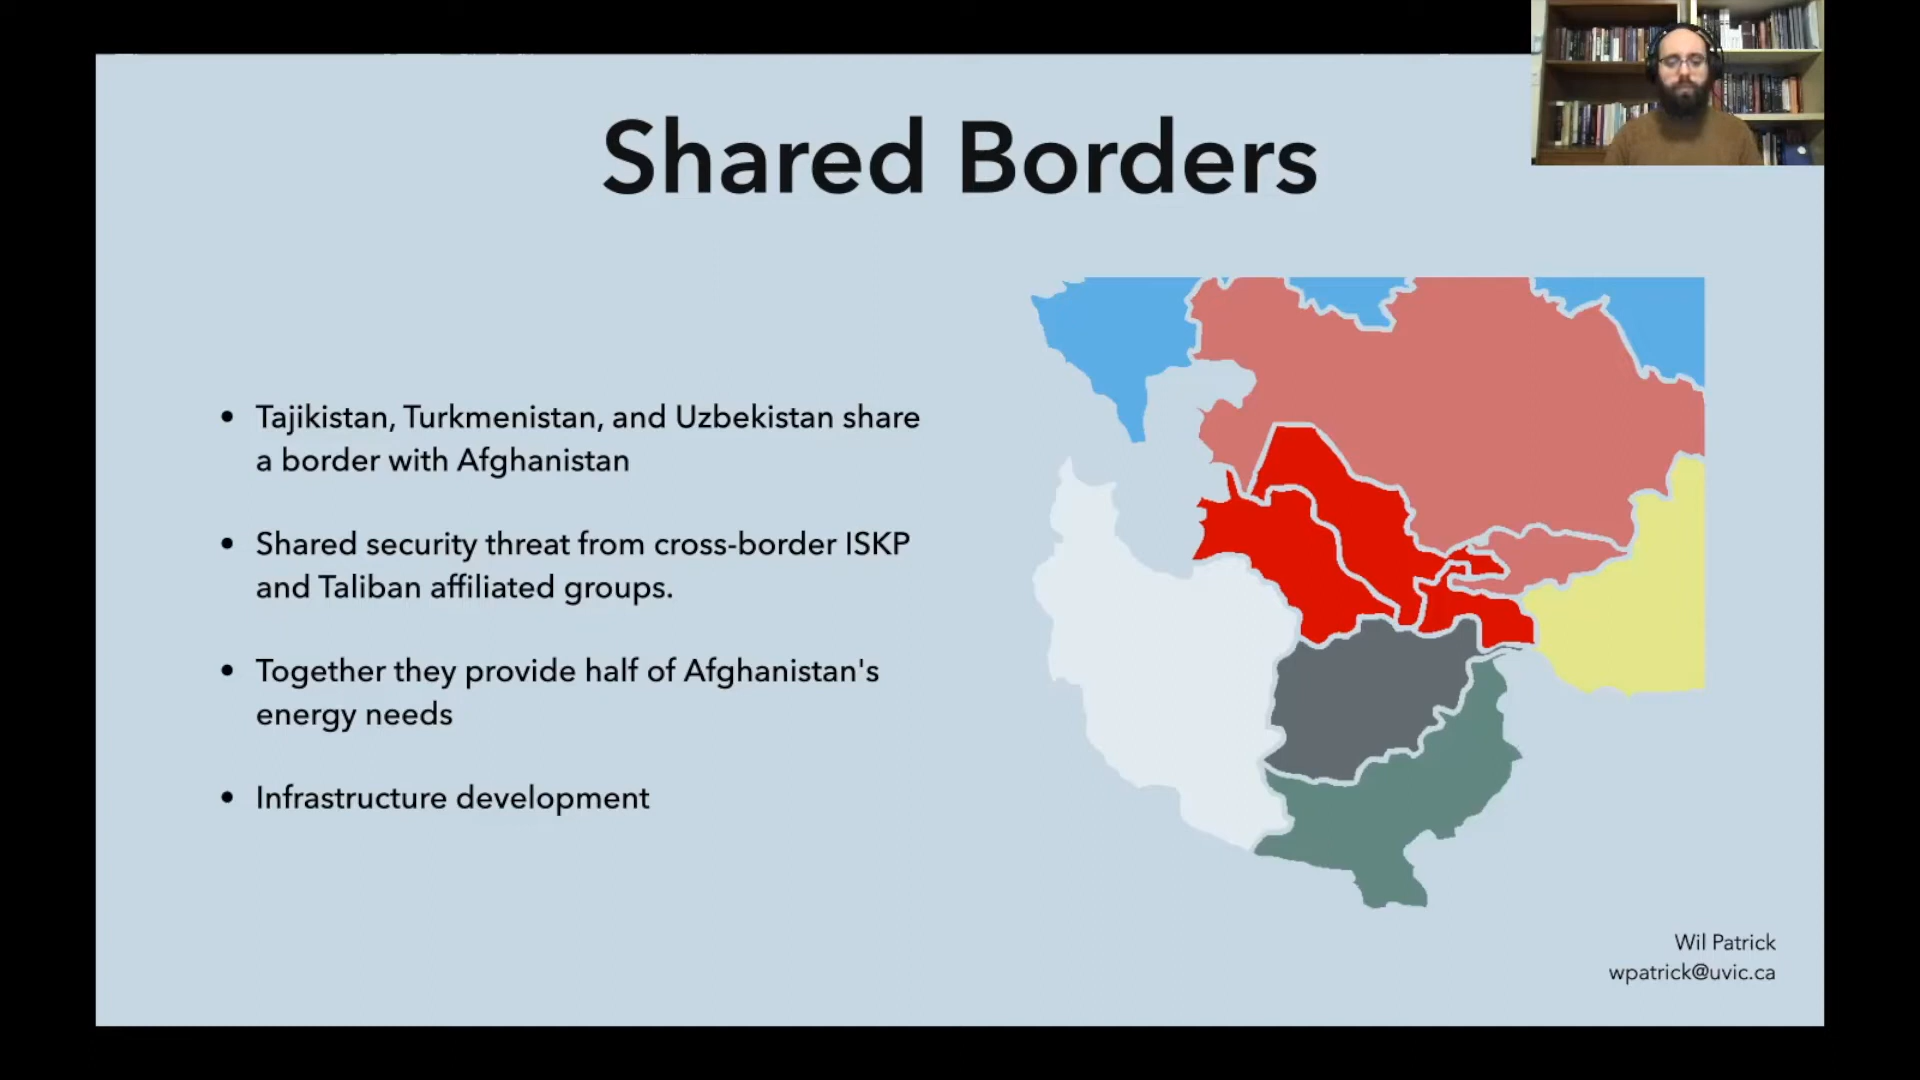 Shared Borders
• Tajikistan, Turkmenistan, and Uzbekistan share
a border with Afghanistan
• Shared security threat from cross-border ISKP
and Taliban affiliated groups.
• Together they provide half of Afghanistan's
energy needs
• Infrastructure development
Wil Patrick
wpatrick@uvic.ca